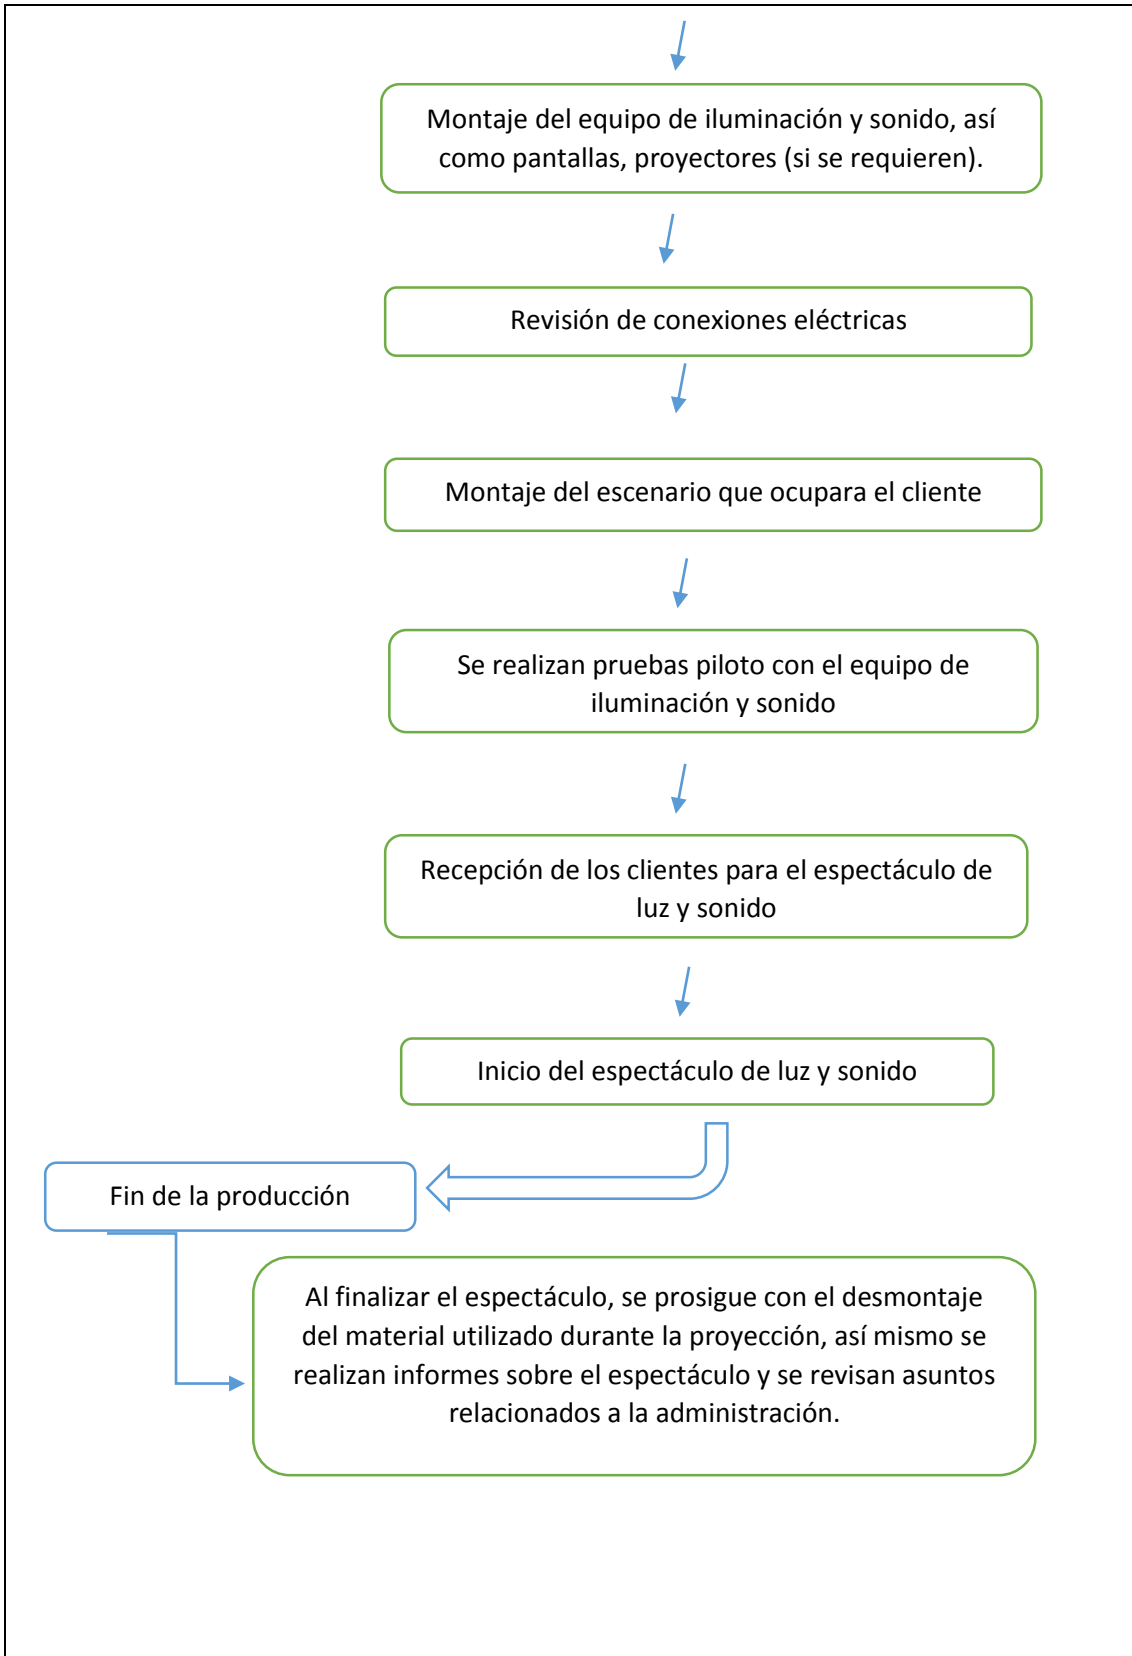 Montaje del equipo de iluminación y sonido, así
como pantallas, proyectores (si se requieren).
Revisión de conexiones eléctricas
Montaje del escenario que ocupara el cliente
Se realizan pruebas piloto con el equipo de
iluminación y sonido
Recepción de los clientes para el espectáculo de
luz y sonido
Inicio del espectáculo de luz y sonido
Fin de la producción
Al finalizar el espectáculo, se prosigue con el desmontaje
del material utilizado durante la proyección, así mismo se
realizan informes sobre el espectáculo y se revisan asuntos
relacionados a la administración.